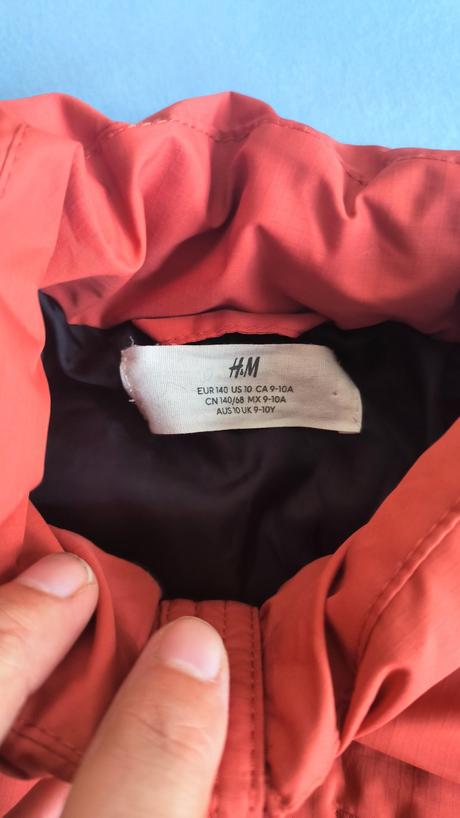 H&M
EUR 140 US 10 CA 9-10A
CN 140/68 MX 9-10A
AUS 10 UK 9-10Y